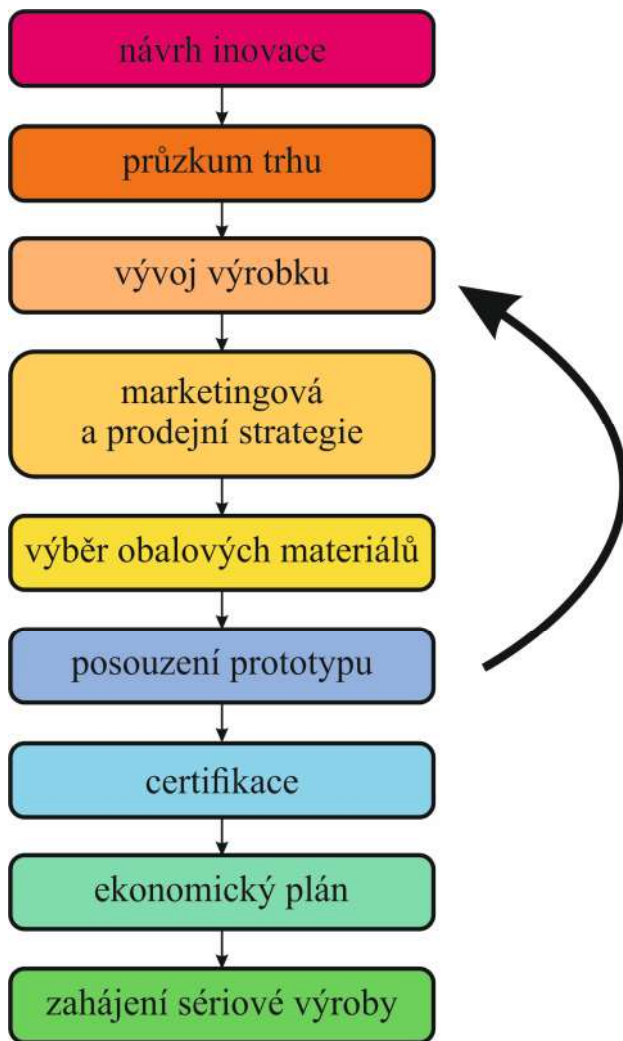 návrh inovace
průzkum trhu
vývoj výrobku
marketingová
a prodejní strategie
výběr obalových materiálů
posouzení prototypu
certifikace
ekonomický plán
zahájení sériové výroby